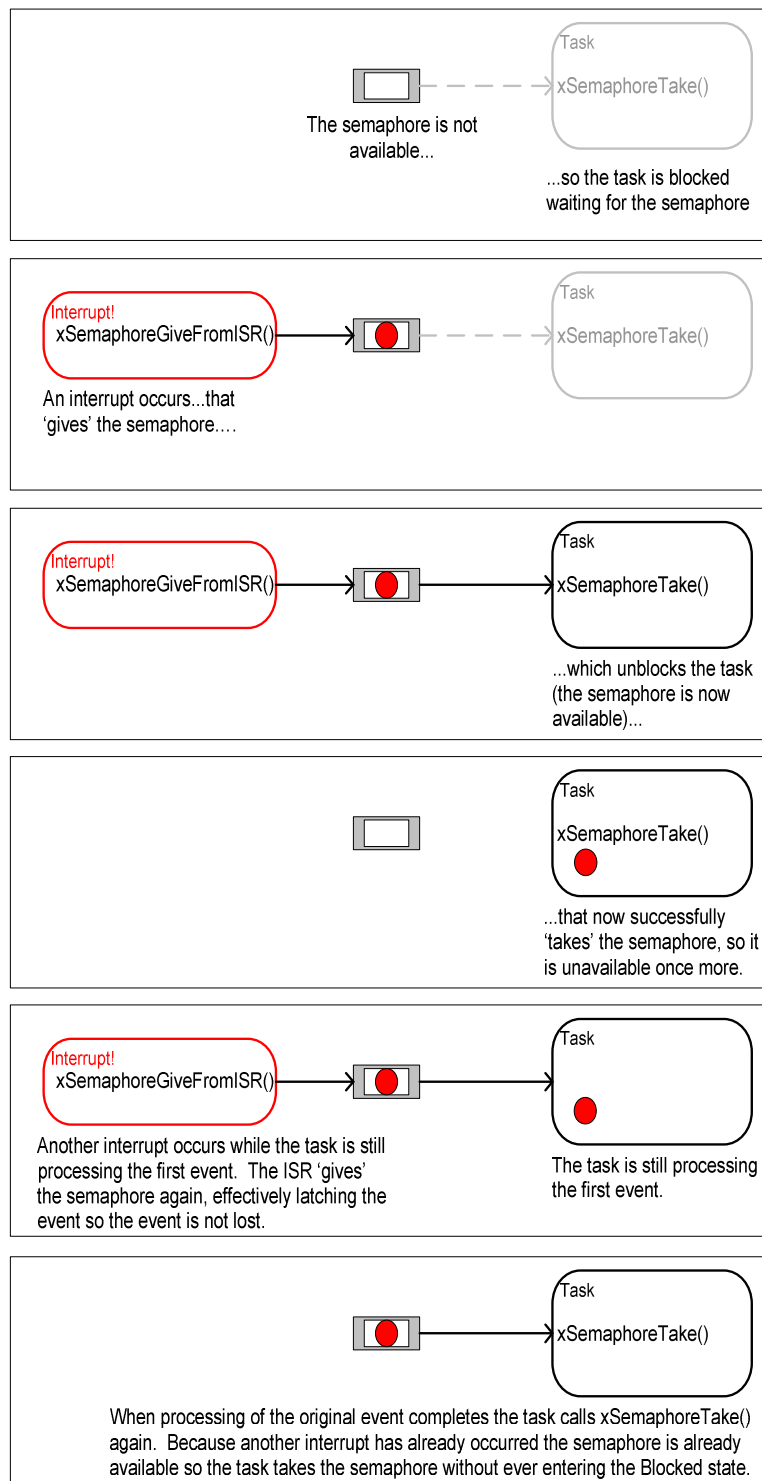 Task
xSemaphoreTake()
The semaphore is not
available...
...so the task is blocked
waiting for the semaphore
Interrupt!
xSemaphoreGiveFromISR()
Task
xSemaphoreTake()
An interrupt occurs...that
‘gives’ the semaphore….
Interrupt!
xSemaphoreGiveFromISR()
Task
xSemaphoreTake()
...which unblocks the task
(the semaphore is now
available)...
Task
xSemaphoreTake()
...that now successfully
‘takes’ the semaphore, so it
is unavailable once more.
Interrupt!
xSemaphoreGiveFromISR()
Task
Another interrupt occurs while the task is still
processing the first event.  The ISR ‘gives’
the semaphore again, effectively latching the
event so the event is not lost.
The task is still processing
the first event.
Task
xSemaphoreTake()
When processing of the original event completes the task calls xSemaphoreTake()
again.  Because another interrupt has already occurred the semaphore is already
available so the task takes the semaphore without ever entering the Blocked state.